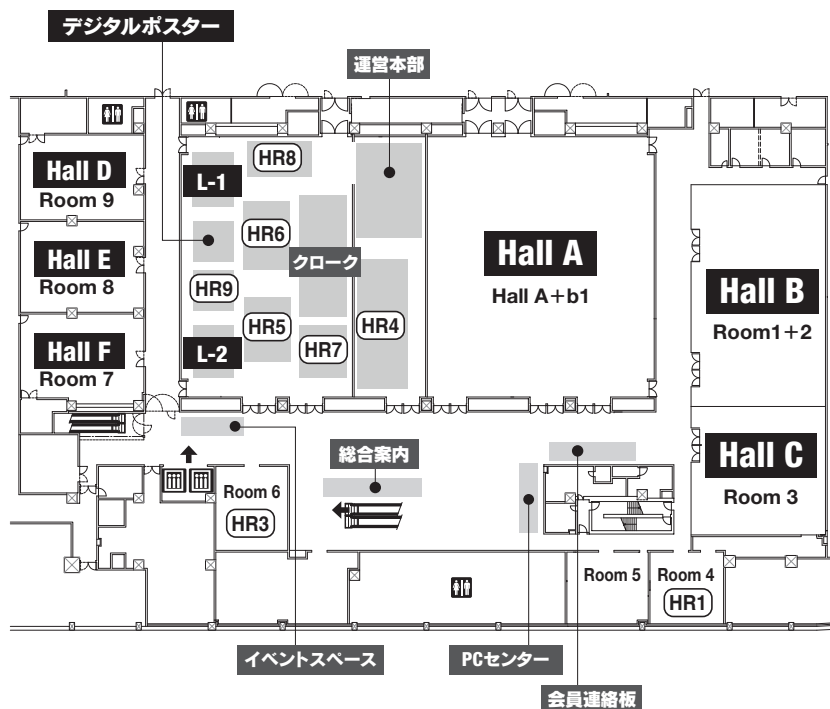 デジタルポスター
運営本部
Hall D
Room 9
L-1
HR8
HR6
Hall A
Hall A+b1
Hall E
Room 8
クローク
HR9
Hall B
Room1+2
HR5
HR4
Hall F
Room 7
L-2
HR7
総合案内
Hall C
Room 3
Room 6
HR3
Room 5
Room 4
HR1
イベントスペース
PCセンター
会員連絡板